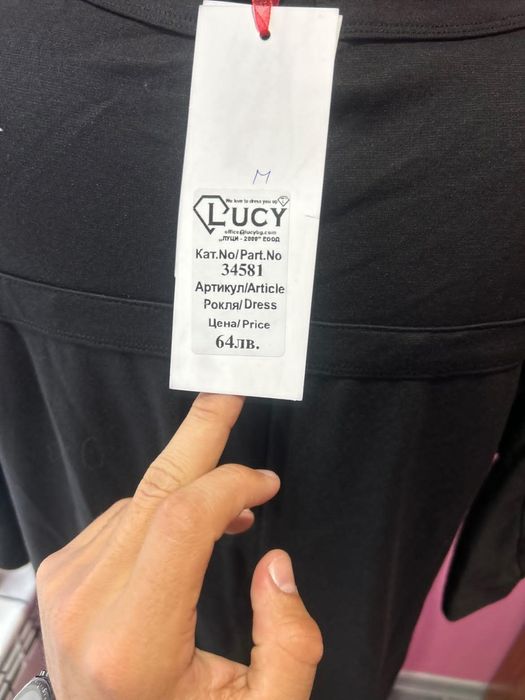 M
We love to dress you up
LUCY
office@lucybg.com
„ЛУЦИ - 2000" ЕООД
Кат.No/Part.No
34581
Артикул/Article
Рокля/Dress
Цена/Price
64лв.